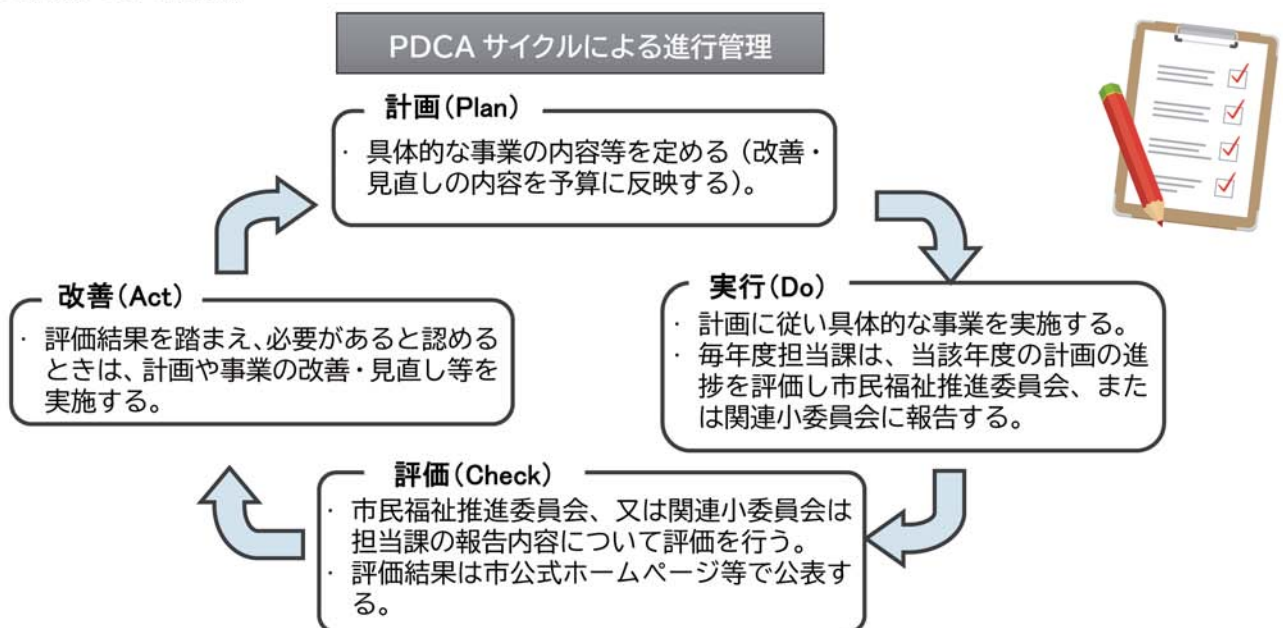 PDCA サイクルによる進行管理
計画(Plan)
・ 具体的な事業の内容等を定める（改善・
見直しの内容を予算に反映する）。
実行(Do)
・ 計画に従い具体的な事業を実施する。
・ 毎年度担当課は、当該年度の計画の進
捗を評価し市民福祉推進委員会、また
は関連小委員会に報告する。
評価(Check)
・ 市民福祉推進委員会、又は関連小委員会は
担当課の報告内容について評価を行う。
・ 評価結果は市公式ホームページ等で公表す
る。
改善(Act)
・ 評価結果を踏まえ、必要があると認める
ときは、計画や事業の改善・見直し等を
実施する。